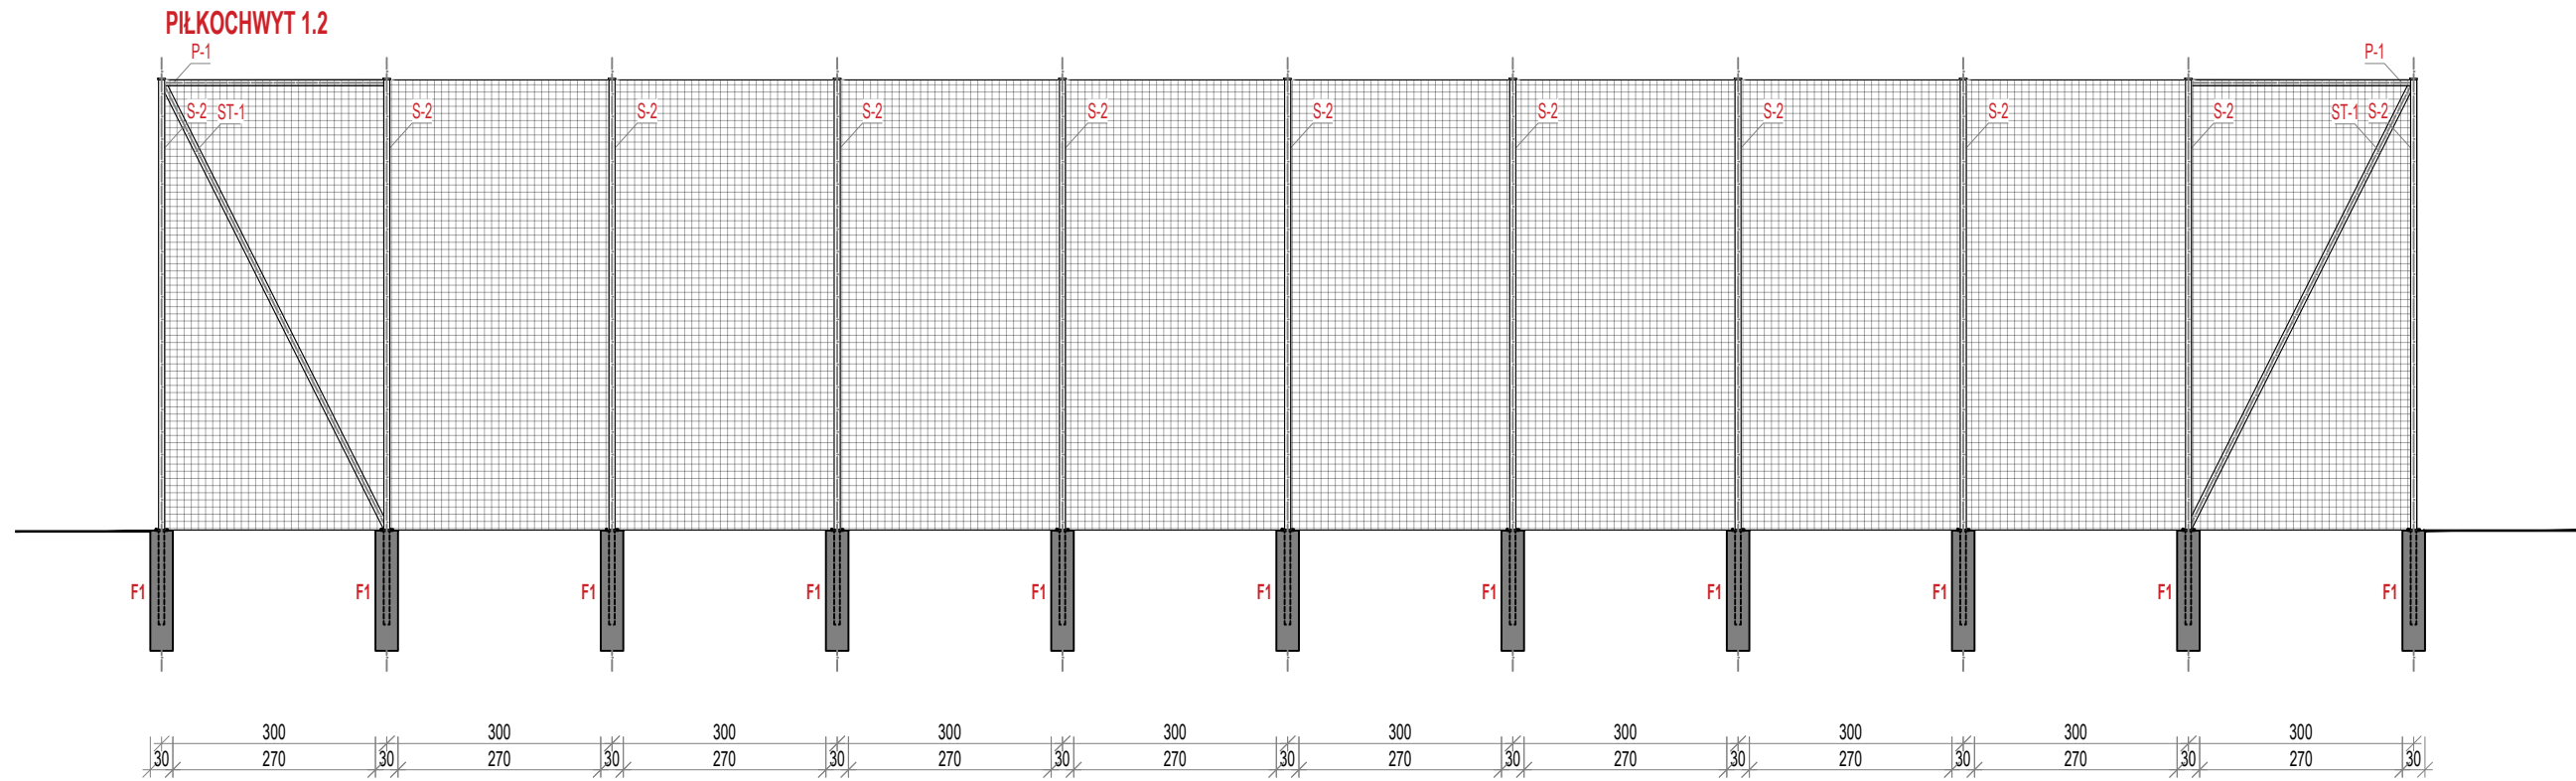 PIŁKOCHWYT 1.2
P-1 P-1
S-2 ST-1 S-2 S-2 S-2 S-2 S-2 S-2 S-2 S-2 S-2 ST-1 S-2
F1 F1 F1 F1 F1 F1 F1 F1 F1 F1 F1
300 300 300 300 300 300 300 300 300 300
30 270 30 270 30 270 30 270 30 270 30 270 30 270 30 270 30 270 30 270 30